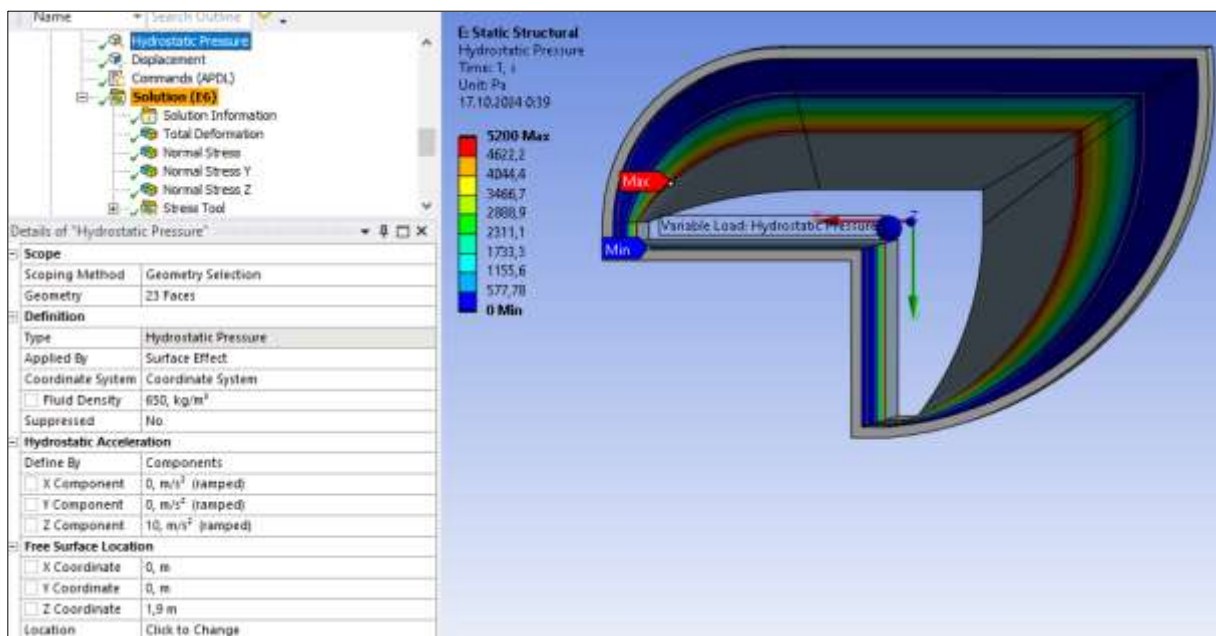 Name Search Outline
Hydrostatic Pressure
Displacement
Commands (APDL)
Solution (E6)
Solution Information
Total Deformation
Normal Stress
Normal Stress Y
Normal Stress Z
Stress Tool
Details of "Hydrostatic Pressure"
Scope
Scoping Method Geometry Selection
Geometry 23 Faces
Definition
Type Hydrostatic Pressure
Applied By Surface Effect
Coordinate System Coordinate System
Fluid Density 650, kg/m³
Suppressed No
Hydrostatic Acceleration
Define By Components
X Component 0, m/s² (ramped)
Y Component 0, m/s² (ramped)
Z Component 10, m/s² (ramped)
Free Surface Location
X Coordinate 0, m
Y Coordinate 0, m
Z Coordinate 1,9 m
Location Click to Change
E: Static Structural
Hydrostatic Pressure
Time: 1, s
Unit: Pa
17.10.2024 0:39
5200 Max
4622,2
4044,4
3466,7
2888,9
2311,1
1733,3
1155,6
577,78
0 Min
Max
Variable Load: Hydrostatic Pressure
Min